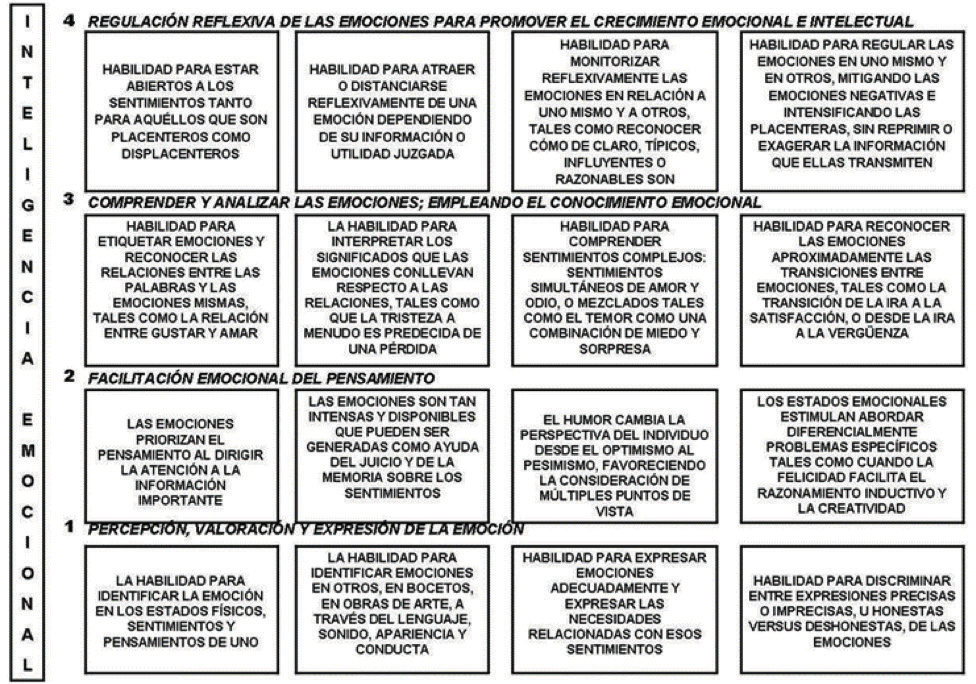 INTELIGENCIA EMOCIONAL
4 REGULACIÓN REFLEXIVA DE LAS EMOCIONES PARA PROMOVER EL CRECIMIENTO EMOCIONAL E INTELECTUAL
HABILIDAD PARA ESTAR
ABIERTOS A LOS
SENTIMIENTOS TANTO
PARA AQUÉLLOS QUE SON
PLACENTEROS COMO
DISPLACENTEROS
HABILIDAD PARA ATRAER
O DISTANCIARSE
REFLEXIVAMENTE DE UNA
EMOCIÓN DEPENDIENDO
DE SU INFORMACIÓN O
UTILIDAD JUZGADA
HABILIDAD PARA
MONITORIZAR
REFLEXIVAMENTE LAS
EMOCIONES EN RELACIÓN A
UNO MISMO Y A OTROS,
TALES COMO RECONOCER
CÓMO DE CLARO, TÍPICOS,
INFLUYENTES O
RAZONABLES SON
HABILIDAD PARA REGULAR LAS
EMOCIONES EN UNO MISMO Y
EN OTROS, MITIGANDO LAS
EMOCIONES NEGATIVAS E
INTENSIFICANDO LAS
PLACENTERAS, SIN REPRIMIR O
EXAGERAR LA INFORMACIÓN
QUE ELLAS TRANSMITEN
3 COMPRENDER Y ANALIZAR LAS EMOCIONES; EMPLEANDO EL CONOCIMIENTO EMOCIONAL
HABILIDAD PARA
ETIQUETAR EMOCIONES Y
RECONOCER LAS
RELACIONES ENTRE LAS
PALABRAS Y LAS
EMOCIONES MISMAS,
TALES COMO LA RELACIÓN
ENTRE GUSTAR Y AMAR
LA HABILIDAD PARA
INTERPRETAR LOS
SIGNIFICADOS QUE LAS
EMOCIONES CONLLEVAN
RESPECTO A LAS
RELACIONES, TALES COMO
QUE LA TRISTEZA A
MENUDO ES PREDECIDA DE
UNA PÉRDIDA
HABILIDAD PARA
COMPRENDER
SENTIMIENTOS COMPLEJOS:
SENTIMIENTOS
SIMULTÁNEOS DE AMOR Y
ODIO, O MEZCLADOS TALES
COMO EL TEMOR COMO UNA
COMBINACIÓN DE MIEDO Y
SORPRESA
HABILIDAD PARA RECONOCER
LAS EMOCIONES
APROXIMADAMENTE LAS
TRANSICIONES ENTRE
EMOCIONES, TALES COMO LA
TRANSICIÓN DE LA IRA A LA
SATISFACCIÓN, O DESDE LA IRA
A LA VERGÜENZA
2 FACILITACIÓN EMOCIONAL DEL PENSAMIENTO
LAS EMOCIONES
PRIORIZAN EL
PENSAMIENTO AL DIRIGIR
LA ATENCIÓN A LA
INFORMACIÓN
IMPORTANTE
LAS EMOCIONES SON TAN
INTENSAS Y DISPONIBLES
QUE PUEDEN SER
GENERADAS COMO AYUDA
DEL JUICIO Y DE LA
MEMORIA SOBRE LOS
SENTIMIENTOS
EL HUMOR CAMBIA LA
PERSPECTIVA DEL INDIVIDUO
DESDE EL OPTIMISMO AL
PESIMISMO, FAVORECIENDO
LA CONSIDERACIÓN DE
MÚLTIPLES PUNTOS DE
VISTA
LOS ESTADOS EMOCIONALES
ESTIMULAN ABORDAR
DIFERENCIALMENTE
PROBLEMAS ESPECÍFICOS
TALES COMO CUANDO LA
FELICIDAD FACILITA EL
RAZONAMIENTO INDUCTIVO Y
LA CREATIVIDAD
1 PERCEPCIÓN, VALORACIÓN Y EXPRESIÓN DE LA EMOCIÓN
LA HABILIDAD PARA
IDENTIFICAR LA EMOCIÓN
EN LOS ESTADOS FÍSICOS,
SENTIMIENTOS Y
PENSAMIENTOS DE UNO
LA HABILIDAD PARA
IDENTIFICAR EMOCIONES
EN OTROS, EN BOCETOS,
EN OBRAS DE ARTE, A
TRAVÉS DEL LENGUAJE,
SONIDO, APARIENCIA Y
CONDUCTA
HABILIDAD PARA EXPRESAR
EMOCIONES
ADECUADAMENTE Y
EXPRESAR LAS
NECESIDADES
RELACIONADAS CON ESOS
SENTIMIENTOS
HABILIDAD PARA DISCRIMINAR
ENTRE EXPRESIONES PRECISAS
O IMPRECISAS, U HONESTAS
VERSUS DESHONESTAS, DE LAS
EMOCIONES